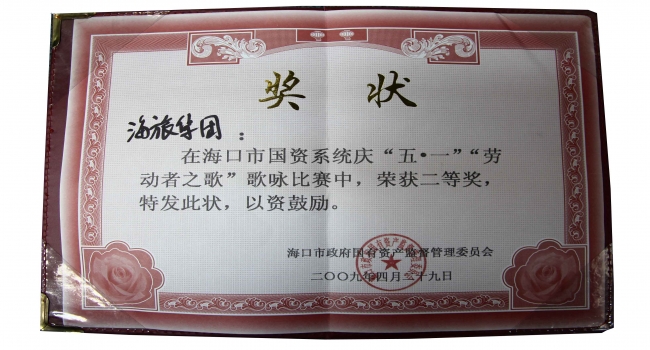 奖 状
海旅集团：
在海口市国资系统庆“五•一”“劳
动者之歌”歌咏比赛中，荣获二等奖，
特发此状，以资鼓励。
海口市政府国有资产监督管理委员会
二〇〇九年四月二十九日